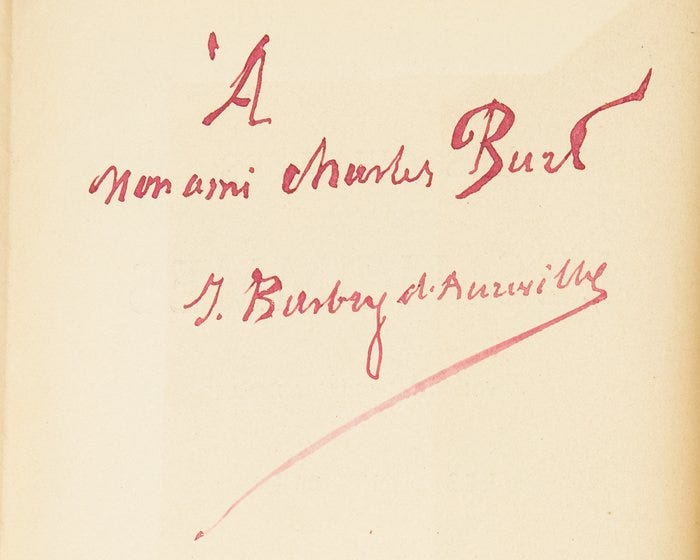 À
mon ami Charles Buet
J. Barbey d'Aurevilly